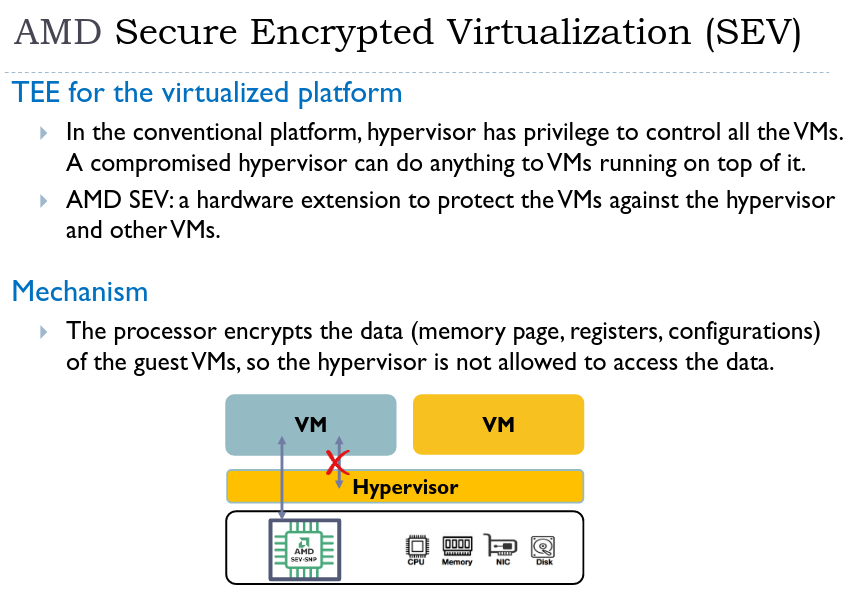 AMD Secure Encrypted Virtualization (SEV)
TEE for the virtualized platform
In the conventional platform, hypervisor has privilege to control all the VMs.
A compromised hypervisor can do anything to VMs running on top of it.
AMD SEV: a hardware extension to protect the VMs against the hypervisor
and other VMs.
Mechanism
The processor encrypts the data (memory page, registers, configurations)
of the guest VMs, so the hypervisor is not allowed to access the data.
VM
VM
Hypervisor
AMD
SEV-SNP
CPU
Memory
NIC
Disk